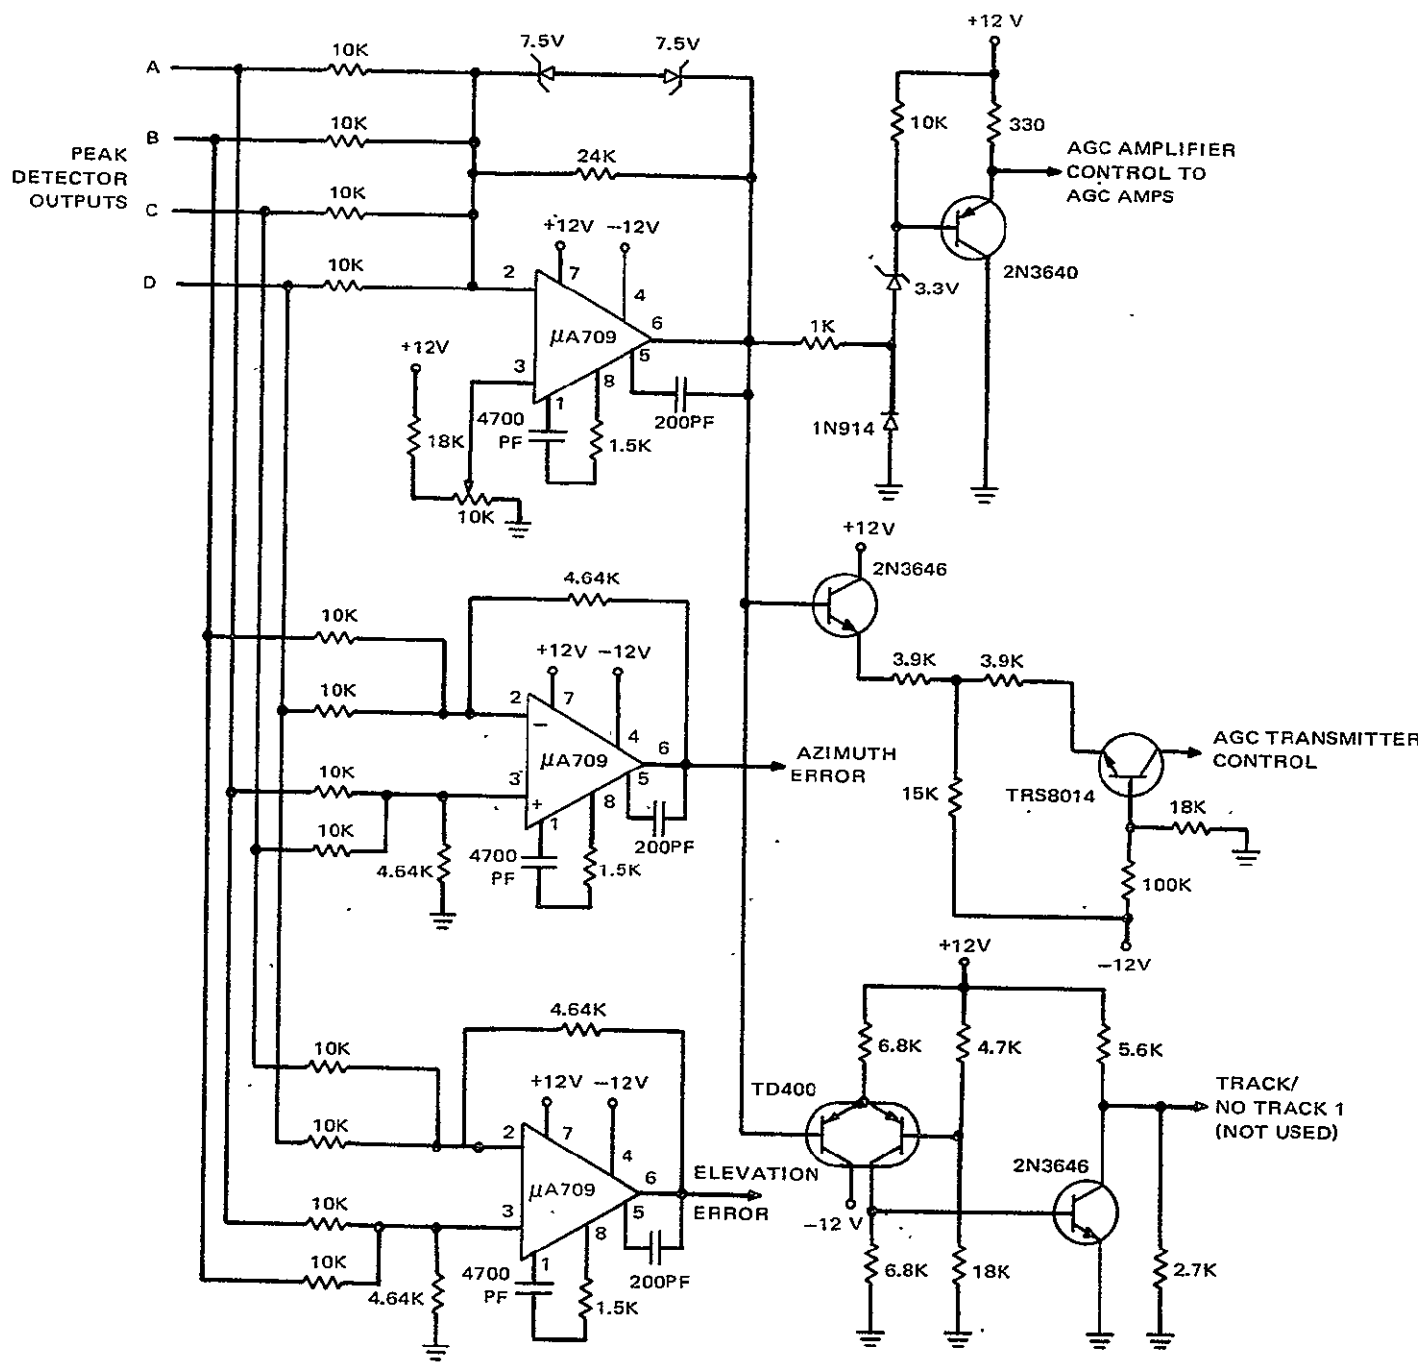 +12 V
7.5V
7.5V
A
10K
10K
330
B
10K
AGC AMPLIFIER
CONTROL TO
AGC AMPS
PEAK
DETECTOR
OUTPUTS
24K
C
10K
+12V
-12V
D
10K
2
7
4
2N3640
3.3V
µA709
6
1K
5
+12V
3
8
1
18K
4700
PF
1.5K
200PF
1N914
10K
+12V
2N3646
4.64K
10K
+12V
-12V
3.9K
3.9K
10K
2
7
−
4
µA709
6
AZIMUTH
ERROR
AGC TRANSMITTER
CONTROL
10K
3
+
5
8
1
15K
TRS8014
18K
10K
4.64K
4700
PF
1.5K
200PF
100K
+12V
-12V
4.64K
6.8K
4.7K
5.6K
10K
+12V
-12V
TD400
TRACK/
NO TRACK 1
(NOT USED)
10K
2
7
4
µA709
6
ELEVATION
ERROR
2N3646
10K
3
5
8
1
-12 V
10K
4.64K
4700
PF
1.5K
200PF
6.8K
18K
2.7K